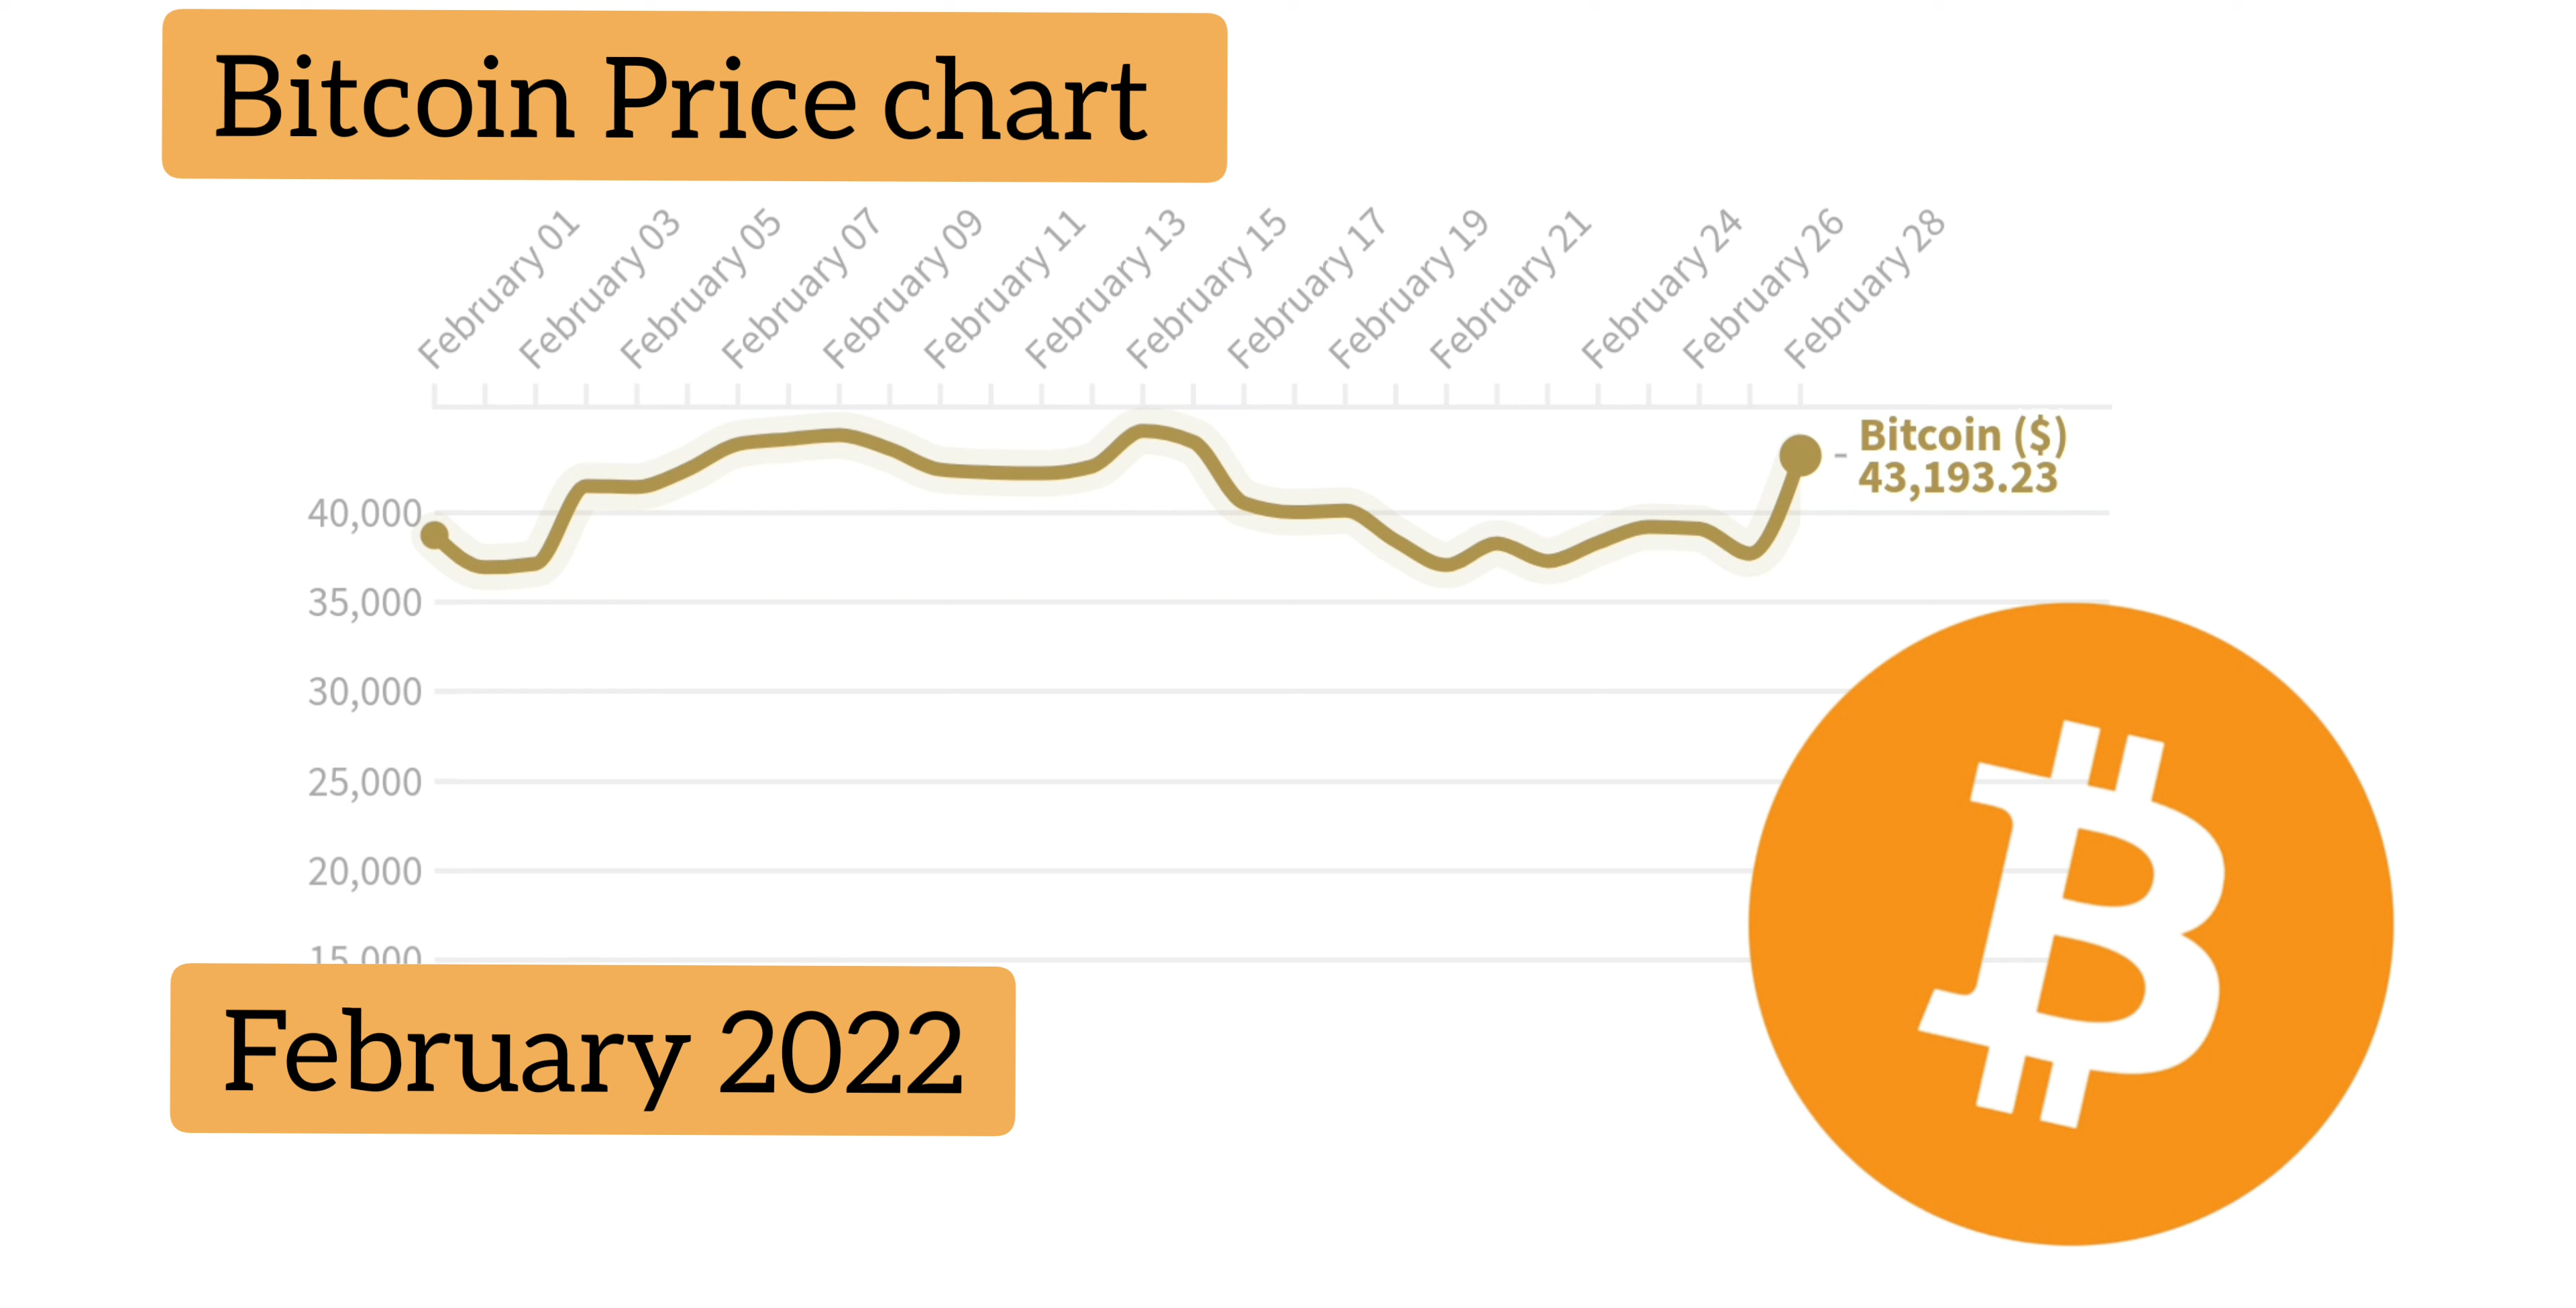 Bitcoin Price chart
February 01
February 03
February 05
February 07
February 09
February 11
February 13
February 15
February 17
February 19
February 21
February 24
February 26
February 28
Bitcoin ($)
43,193.23
40,000
35,000
30,000
25,000
20,000
15,000
February 2022